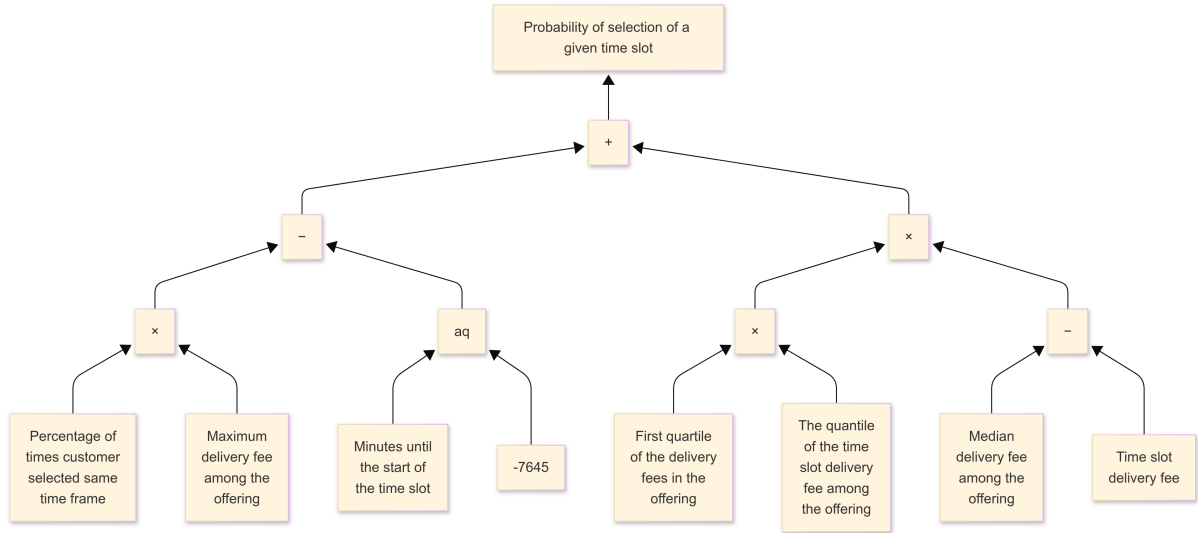 Probability of selection of a
given time slot
+
−
×
×
aq
×
−
Percentage of
times customer
selected same
time frame
Maximum
delivery fee
among the
offering
Minutes until
the start of
the time slot
-7645
First quartile
of the delivery
fees in the
offering
The quantile
of the time
slot delivery
fee among
the offering
Median
delivery fee
among the
offering
Time slot
delivery fee